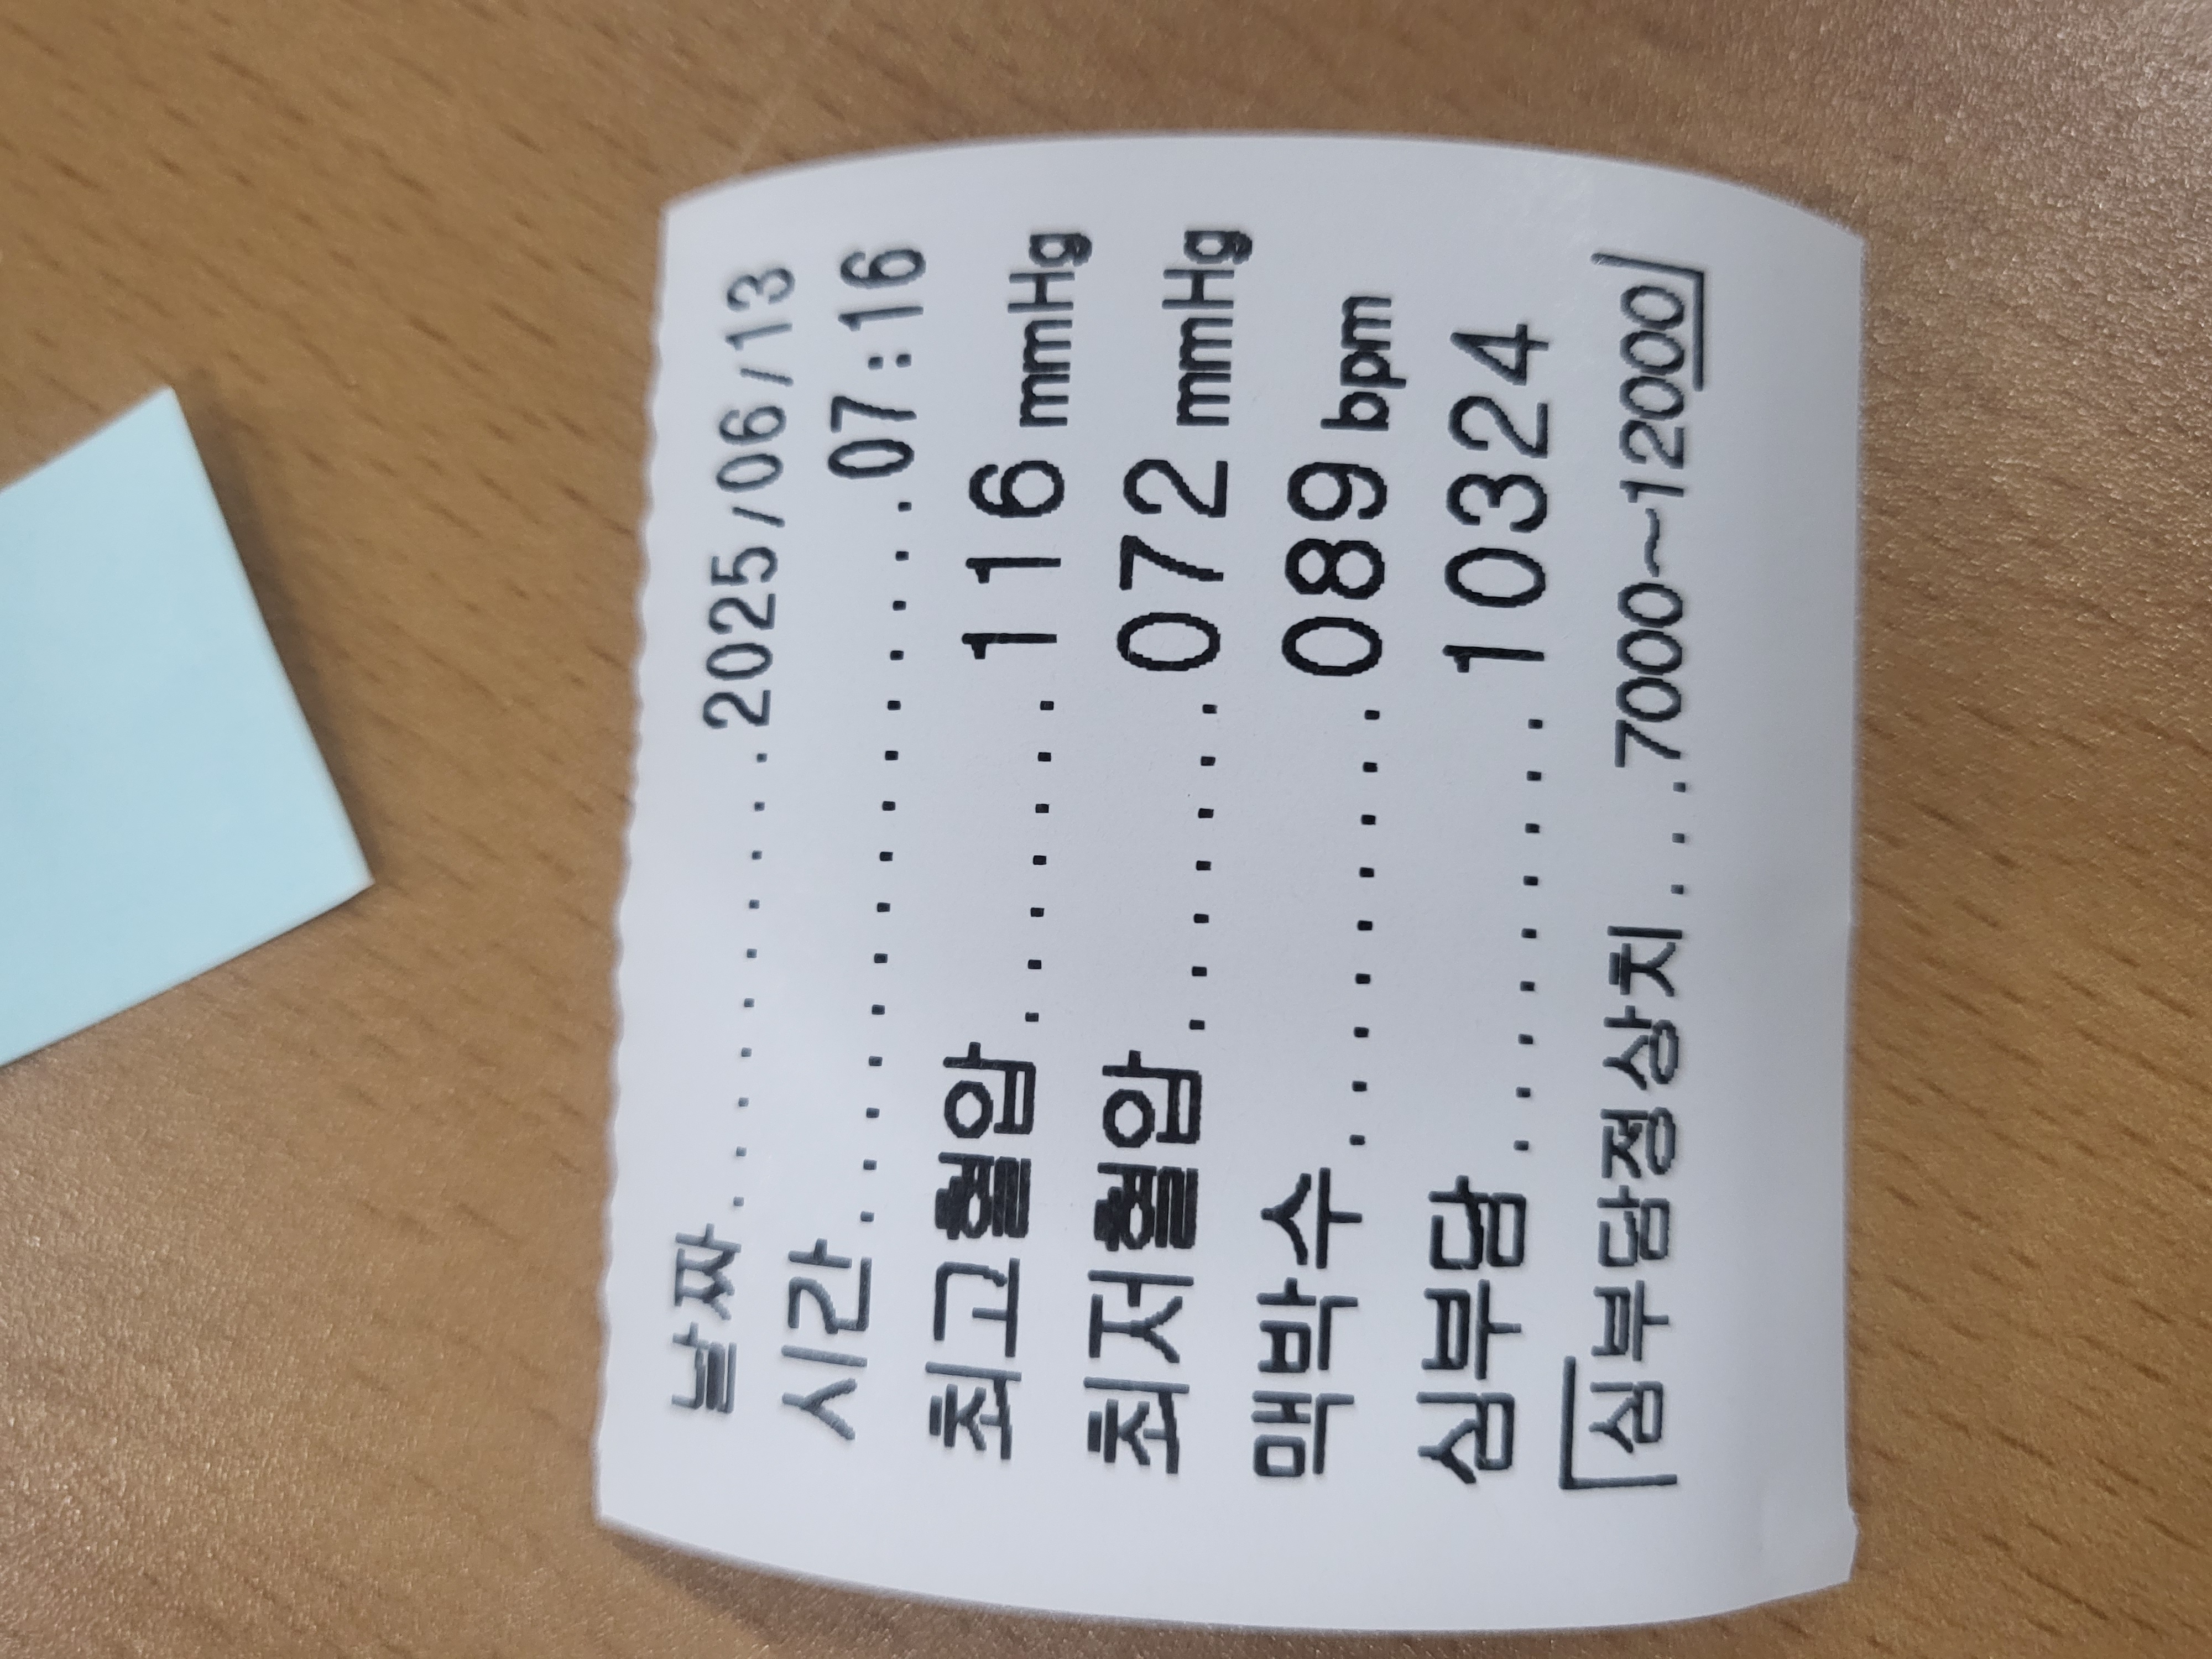 날짜..........2025/06/13
시간..............07:16
최고혈압.......116 mmHg
최저혈압.......072 mmHg
맥박수.........089 bpm
심부담.........10324
심부담정상치...7000~12000